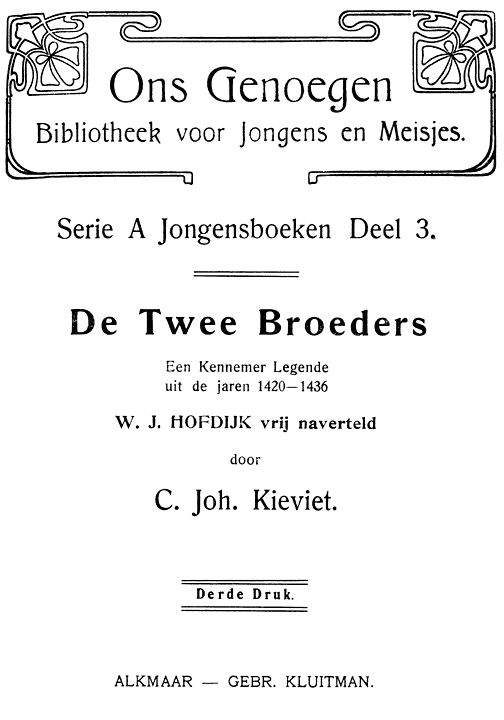 Ons Genoegen
Bibliotheek voor Jongens en Meisjes.
Serie A Jongensboeken Deel 3.
De Twee Broeders
Een Kennemer Legende
uit de jaren 1420—1436
W. J. HOFDIJK vrij naverteld
door
C. Joh. Kieviet.
Derde Druk.
ALKMAAR — GEBR. KLUITMAN.